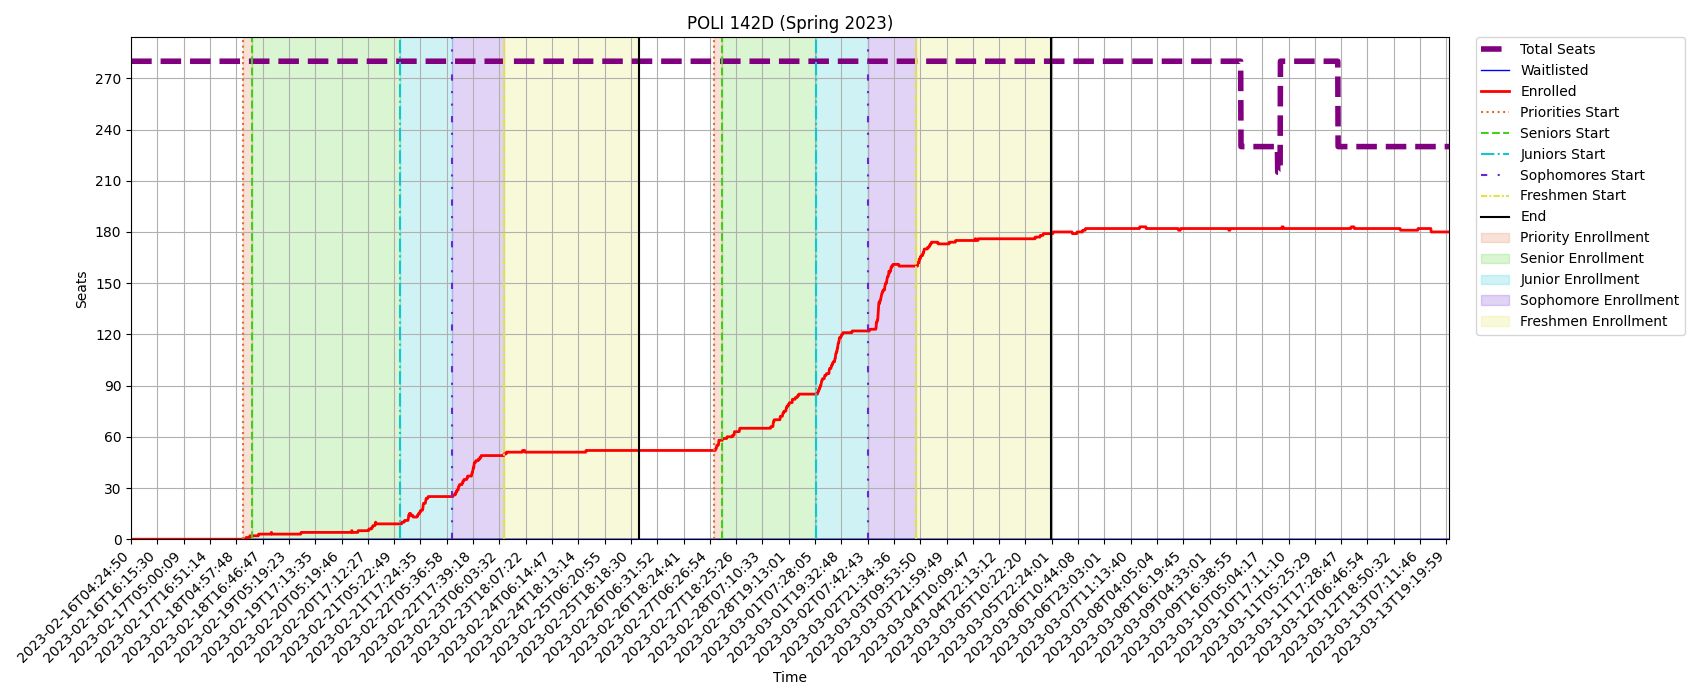 POLI 142D (Spring 2023)
Seats
270
240
210
180
150
120
90
60
30
0
2023-02-16T04:24:50
2023-02-16T16:15:30
2023-02-17T05:00:09
2023-02-17T16:51:14
2023-02-18T04:57:48
2023-02-18T16:46:47
2023-02-19T05:19:23
2023-02-19T17:13:35
2023-02-20T05:19:46
2023-02-20T17:12:27
2023-02-21T05:22:49
2023-02-21T17:24:35
2023-02-22T05:36:58
2023-02-22T17:39:18
2023-02-23T06:03:32
2023-02-23T18:07:22
2023-02-24T06:14:47
2023-02-24T18:13:14
2023-02-25T06:20:55
2023-02-25T18:18:30
2023-02-26T06:31:52
2023-02-26T18:24:41
2023-02-27T06:26:54
2023-02-27T18:25:26
2023-02-28T07:10:33
2023-02-28T19:13:01
2023-03-01T07:28:05
2023-03-01T19:32:48
2023-03-02T07:42:43
2023-03-02T21:34:36
2023-03-03T09:53:50
2023-03-03T21:59:49
2023-03-04T10:09:47
2023-03-04T22:13:12
2023-03-05T10:22:20
2023-03-05T22:24:01
2023-03-06T10:44:08
2023-03-06T23:03:01
2023-03-07T11:13:40
2023-03-08T04:05:04
2023-03-08T16:19:45
2023-03-09T04:33:01
2023-03-09T16:38:55
2023-03-10T05:04:17
2023-03-10T17:11:10
2023-03-11T05:25:29
2023-03-11T17:28:47
2023-03-12T06:46:54
2023-03-12T18:50:32
2023-03-13T07:11:46
2023-03-13T19:19:59
Time
Total Seats
Waitlisted
Enrolled
Priorities Start
Seniors Start
Juniors Start
Sophomores Start
Freshmen Start
End
Priority Enrollment
Senior Enrollment
Junior Enrollment
Sophomore Enrollment
Freshmen Enrollment